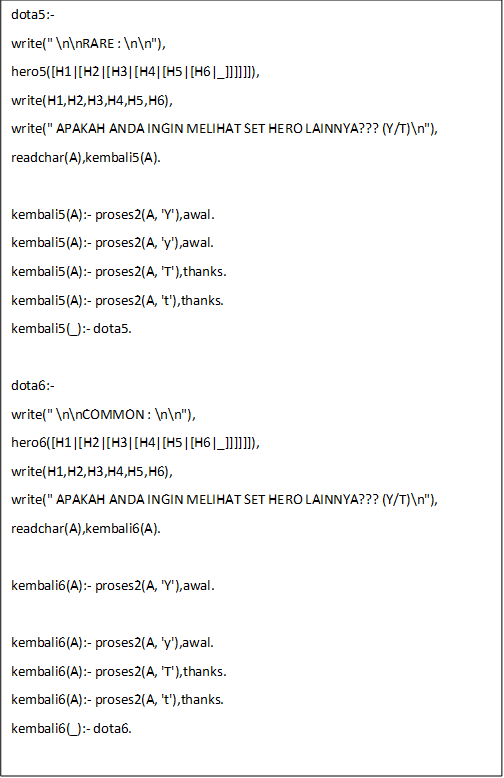 dota5:-
write(" \n\nRARE : \n\n"),
hero5([H1|[H2|[H3|[H4|[H5|[H6|_]]]]]]),
write(H1,H2,H3,H4,H5,H6),
write(" APAKAH ANDA INGIN MELIHAT SET HERO LAINNYA??? (Y/T)\n"),
readchar(A),kembali5(A).
kembali5(A):- proses2(A, 'Y'),awal.
kembali5(A):- proses2(A, 'y'),awal.
kembali5(A):- proses2(A, 'T'),thanks.
kembali5(A):- proses2(A, 't'),thanks.
kembali5(_):- dota5.
dota6:-
write(" \n\nCOMMON : \n\n"),
hero6([H1|[H2|[H3|[H4|[H5|[H6|_]]]]]]),
write(H1,H2,H3,H4,H5,H6),
write(" APAKAH ANDA INGIN MELIHAT SET HERO LAINNYA??? (Y/T)\n"),
readchar(A),kembali6(A).
kembali6(A):- proses2(A, 'Y'),awal.
kembali6(A):- proses2(A, 'y'),awal.
kembali6(A):- proses2(A, 'T'),thanks.
kembali6(A):- proses2(A, 't'),thanks.
kembali6(_):- dota6.